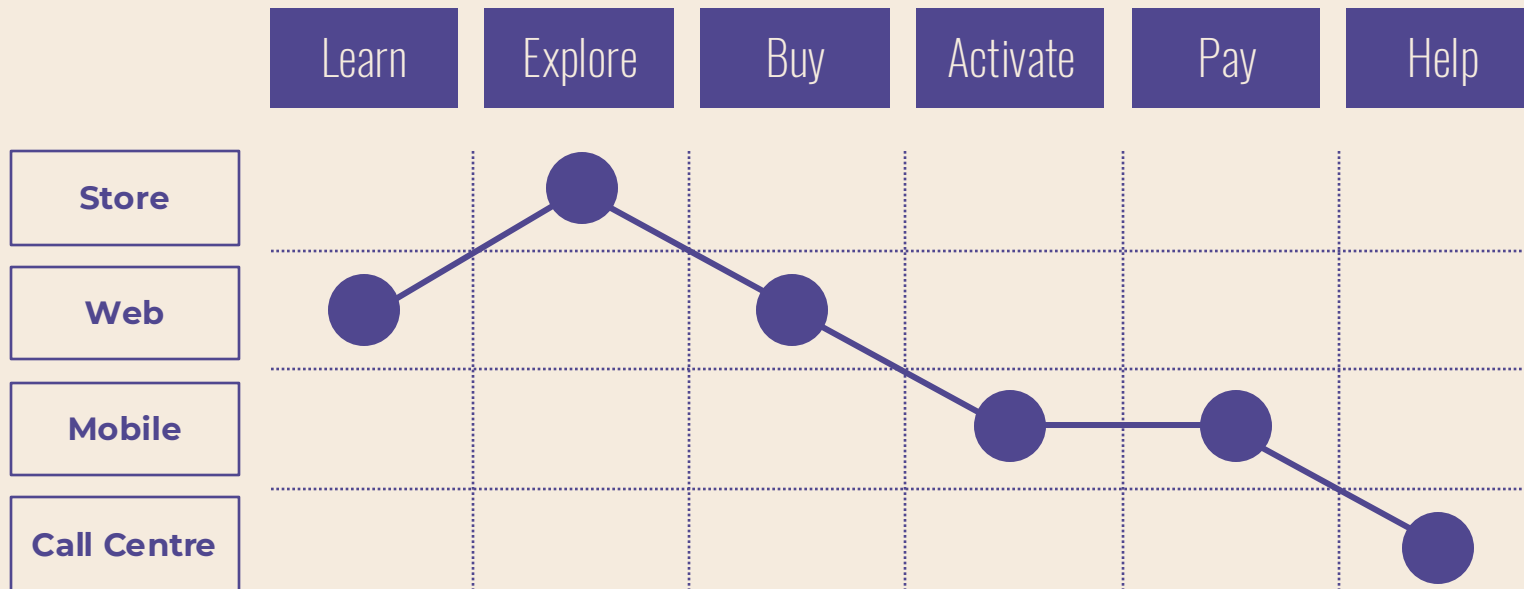 Learn
Explore
Buy
Activate
Pay
Help
Store
Web
Mobile
Call Centre